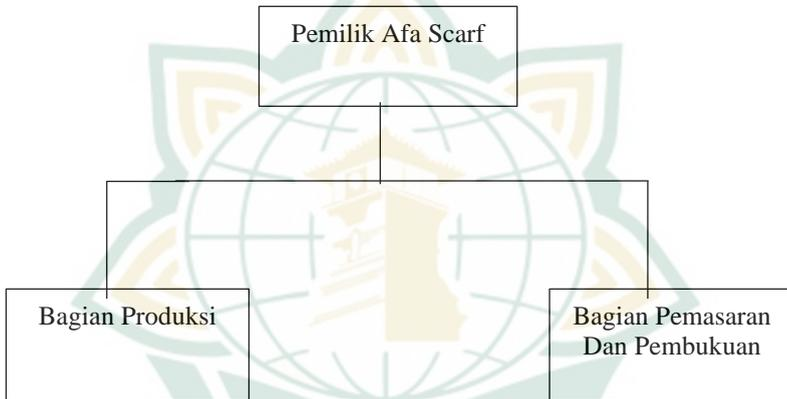 Pemilik Afa Scarf
Bagian Produksi
Bagian Pemasaran
Dan Pembukuan